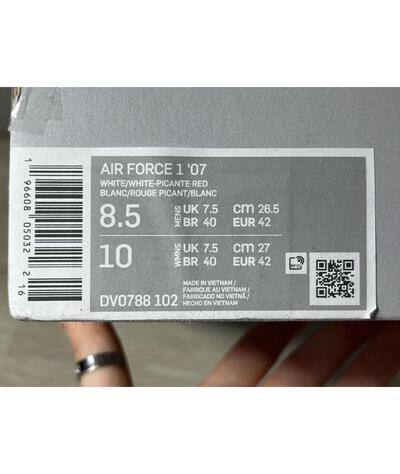 AIR FORCE 1 '07
WHITE/WHITE-PICANTE RED
BLANC/ROUGE PICANT/BLANC
8.5 MENS UK 7.5 CM 26.5
BR 40 EUR 42
10 WMNS UK 7.5 CM 27
BR 40 EUR 42
DV0788 102
MADE IN VIETNAM /
FABRIQUÉ AU VIETNAM /
FABRICADO NO VIETNÃ /
HECHO EN VIETNAM
1 96608 05032 2 16